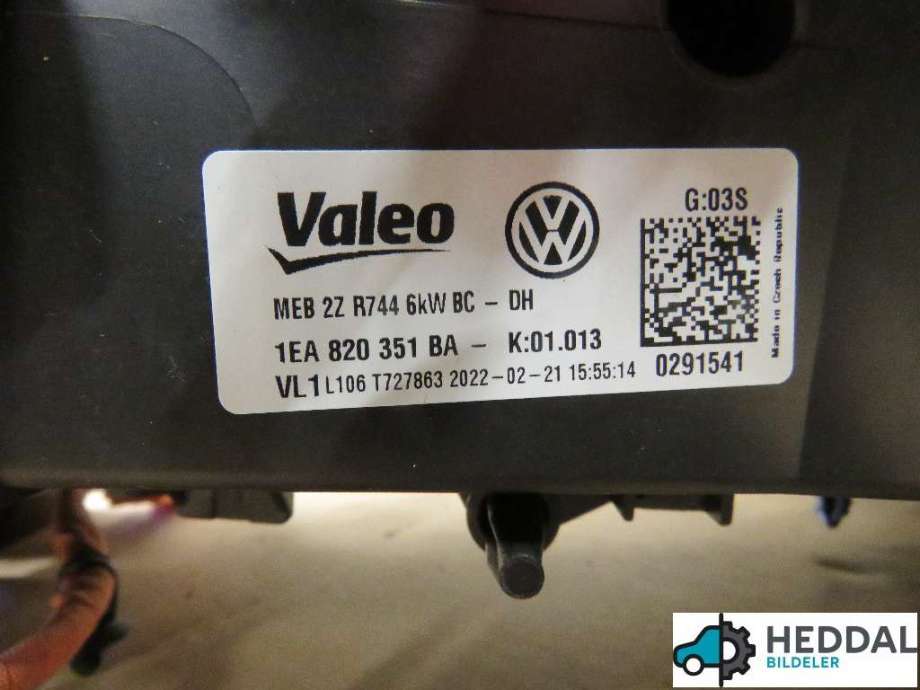 Valeo
VW
G:03S
MEB 2Z R744 6kW BC - DH
1EA 820 351 BA - K:01.013
VL1 L106 T727863 2022-02-21 15:55:14
0291541
Made in Czech Republic
HEDDAL
BILDELER